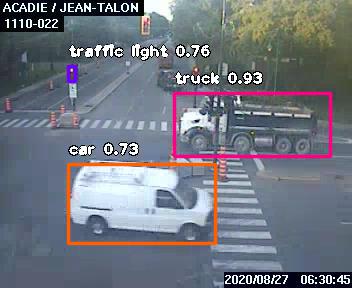 ACADIE / JEAN-TALON
1110-022
traffic light 0.76
truck 0.93
car 0.73
2020/08/27 06:30:45